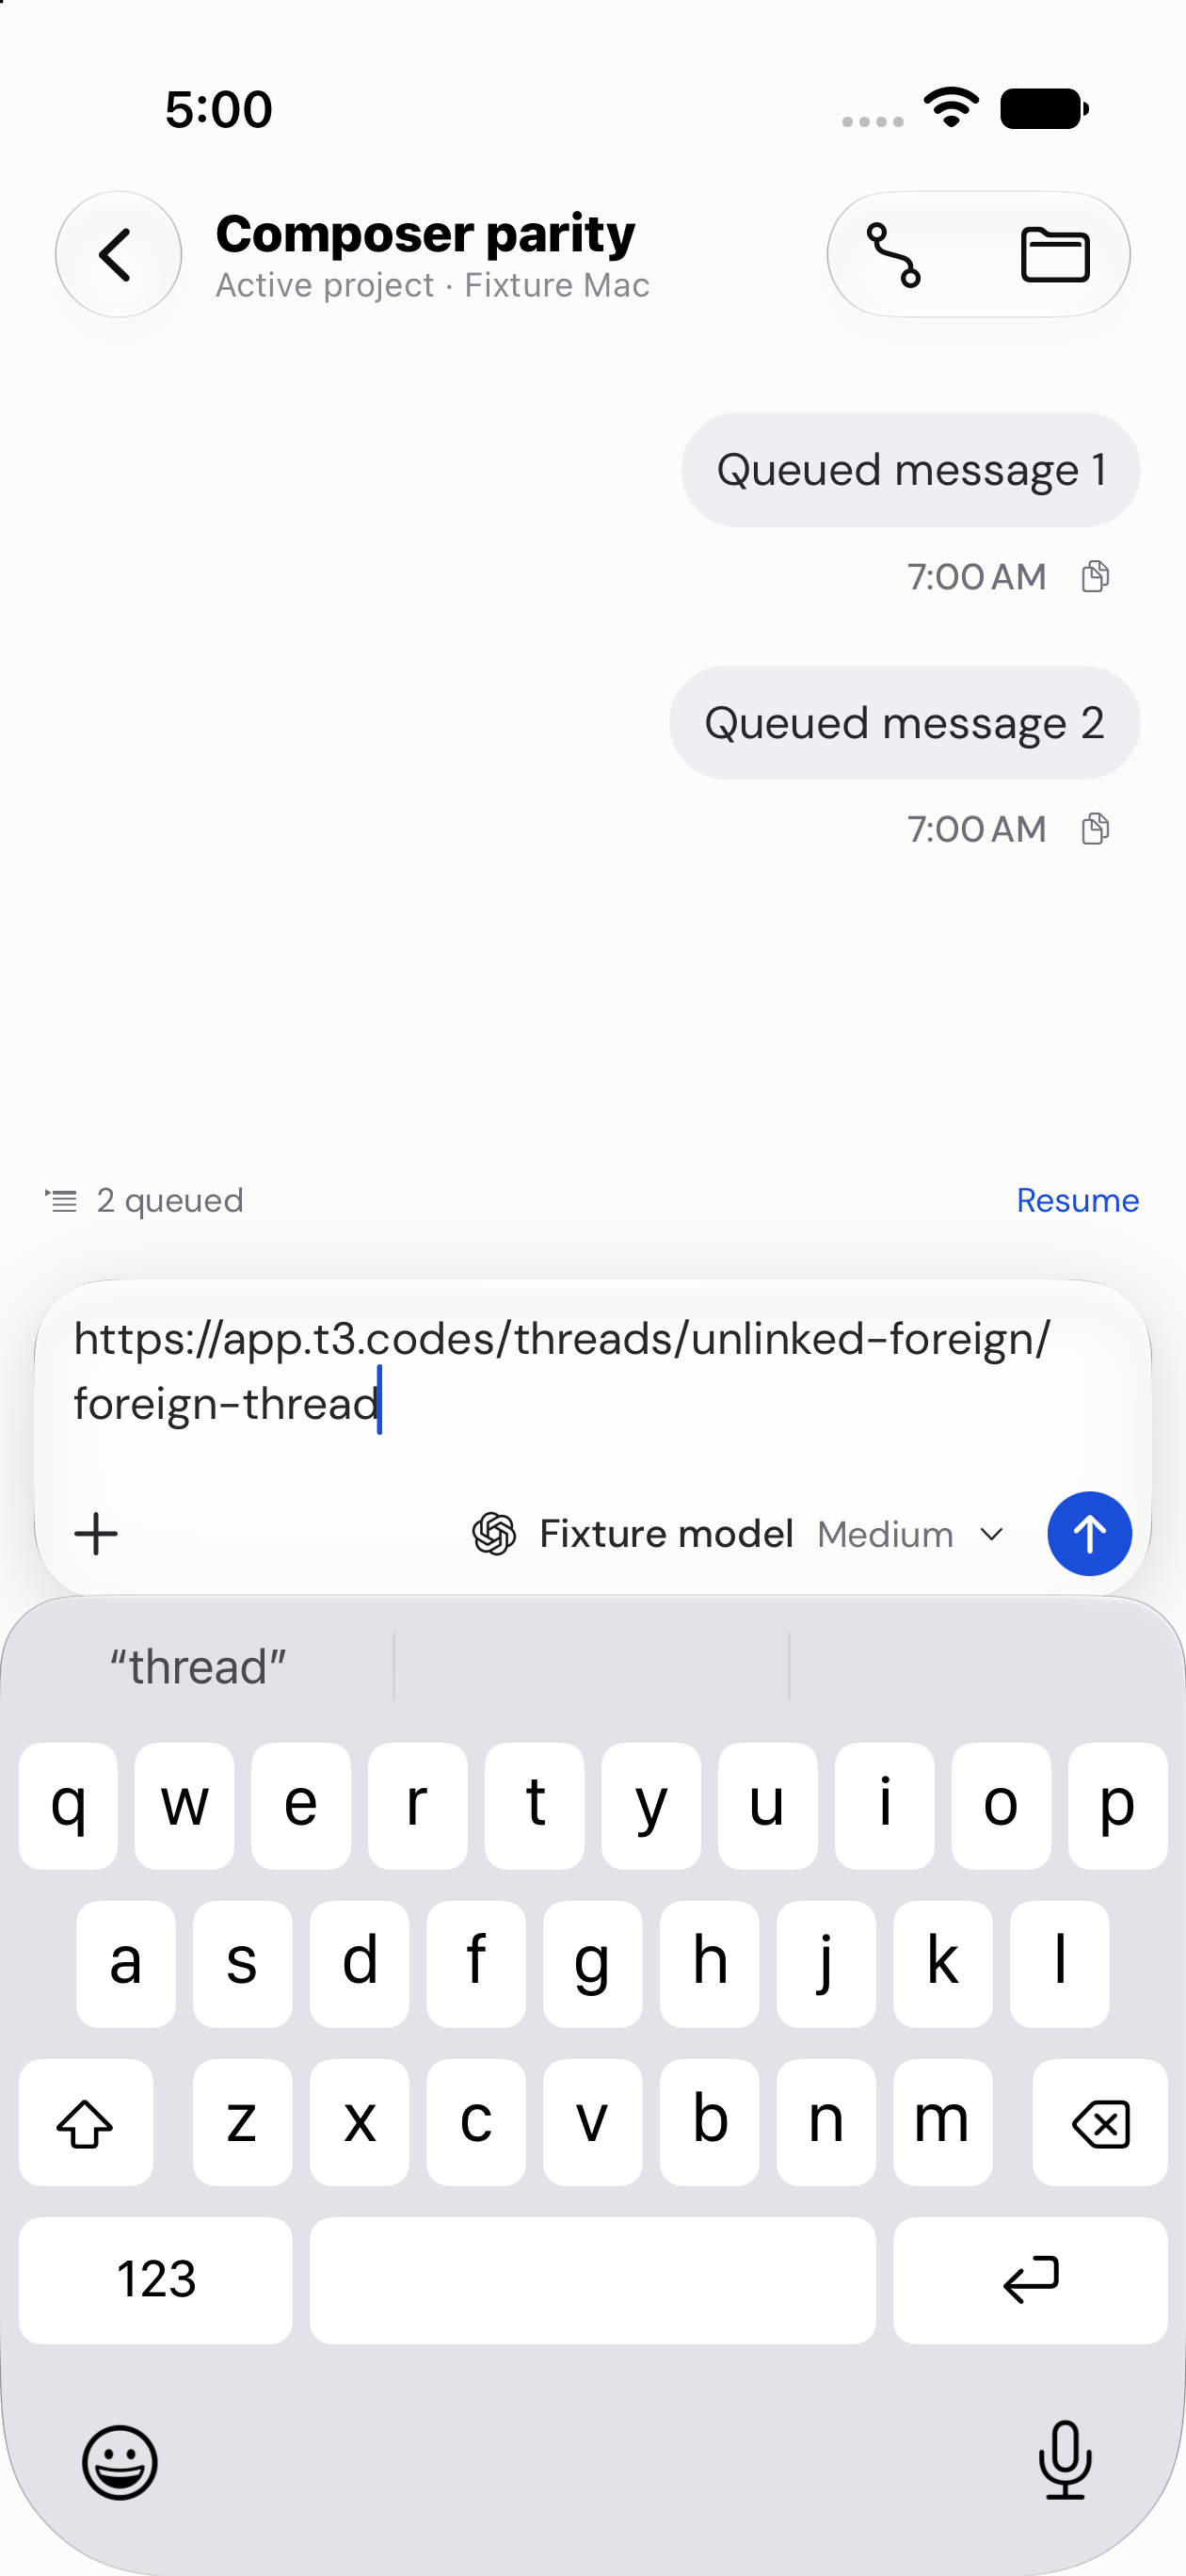 5:00
Composer parity
Active project · Fixture Mac
Queued message 1
7:00 AM
Queued message 2
7:00 AM
2 queued
Resume
https://app.t3.codes/threads/unlinked-foreign/
foreign-thread
Fixture model Medium
“thread”
q w e r t y u i o p
a s d f g h j k l
z x c v b n m
123